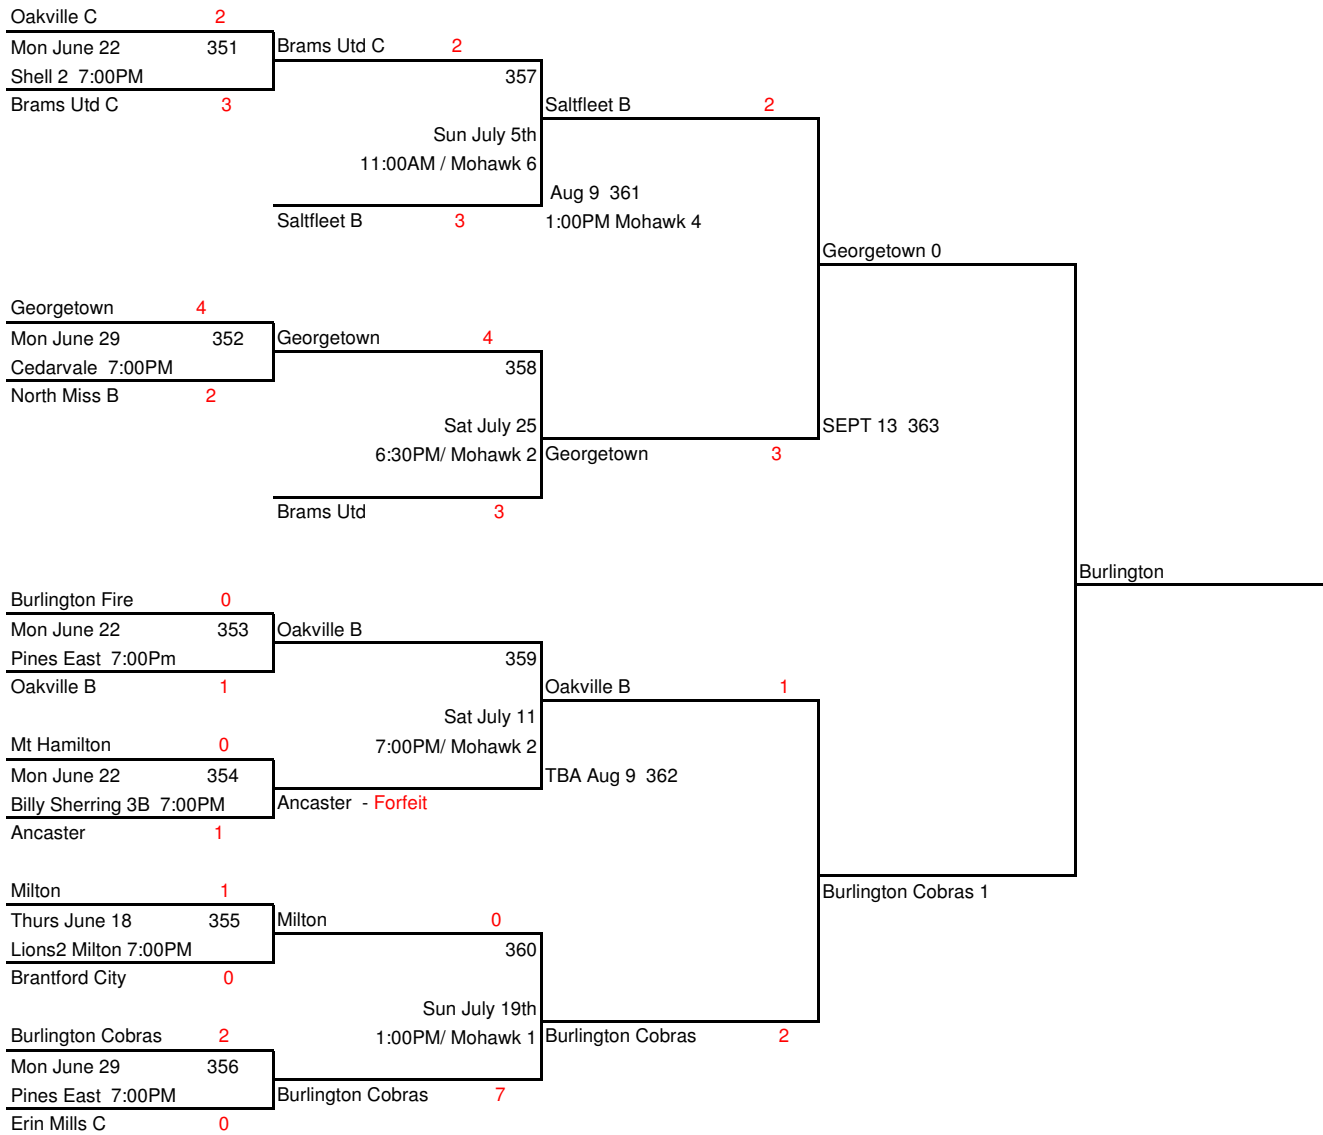 Oakville C 2
Mon June 22 351
Shell 2 7:00PM
Brams Utd C 3
Brams Utd C 2
357
Sun July 5th
11:00AM / Mohawk 6
Saltfleet B 3
Saltfleet B 2
Aug 9 361
1:00PM Mohawk 4
Georgetown 4
Mon June 29 352
Cedarvale 7:00PM
North Miss B 2
Georgetown 4
358
Sat July 25
6:30PM/ Mohawk 2
Brams Utd 3
Georgetown 3
Georgetown 0
SEPT 13 363
Burlington
Burlington Fire 0
Mon June 22 353
Pines East 7:00Pm
Oakville B 1
Oakville B
359
Sat July 11
7:00PM/ Mohawk 2
Mt Hamilton 0
Mon June 22 354
Billy Sherring 3B 7:00PM
Ancaster 1
Ancaster - Forfeit
Oakville B 1
TBA Aug 9 362
Milton 1
Thurs June 18 355
Lions2 Milton 7:00PM
Brantford City 0
Milton 0
360
Sun July 19th
1:00PM/ Mohawk 1
Burlington Cobras 2
Mon June 29 356
Pines East 7:00PM
Erin Mills C 0
Burlington Cobras 7
Burlington Cobras 2
Burlington Cobras 1